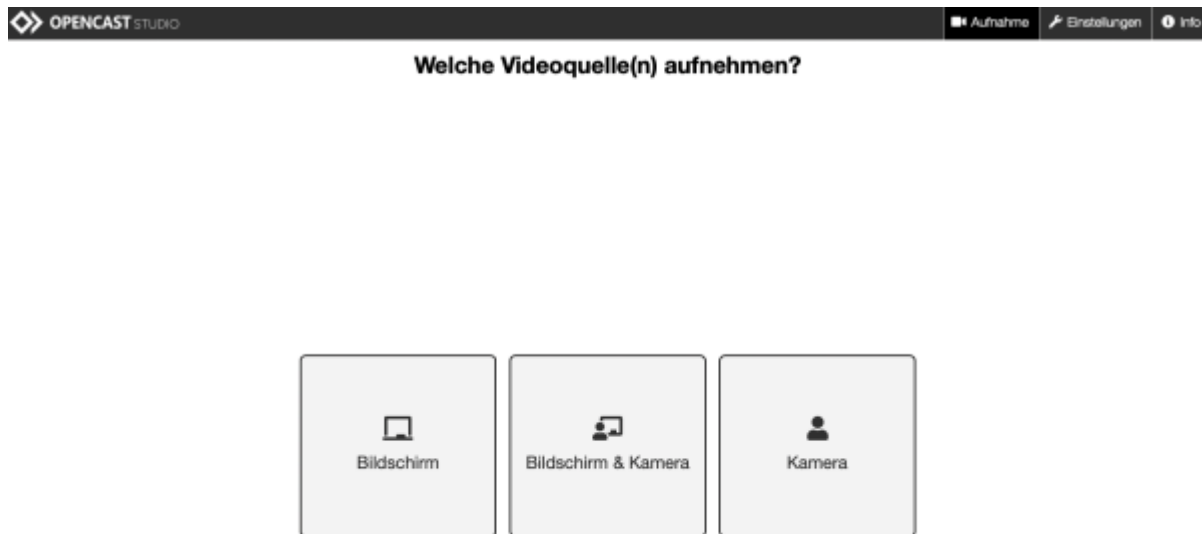 OPENCAST STUDIO Aufnahme Einstellungen Info
Welche Videoquelle(n) aufnehmen?
Bildschirm Bildschirm & Kamera Kamera